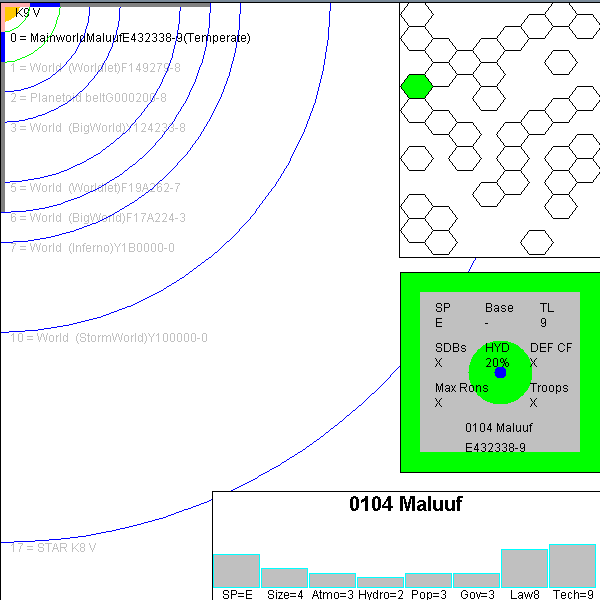 K9 V
0 = MainworldMaluufE432338-9(Temperate)
1 = World  (Worldlet)F149279-8
2 = Planetoid beltG000206-8
3 = World  (BigWorld)Y124233-8
5 = World  (Worldlet)F19A262-7
6 = World  (BigWorld)F17A224-3
7 = World  (Inferno)Y1B0000-0
10 = World  (StormWorld)Y100000-0
17 = STAR K8 V
SP Base TL
E - 9
SDBs HYD DEF CF
X 20% X
Max Rons Troops
X X
0104 Maluuf
E432338-9
0104 Maluuf
SP=E Size=4 Atmo=3 Hydro=2 Pop=3 Gov=3 Law8 Tech=9